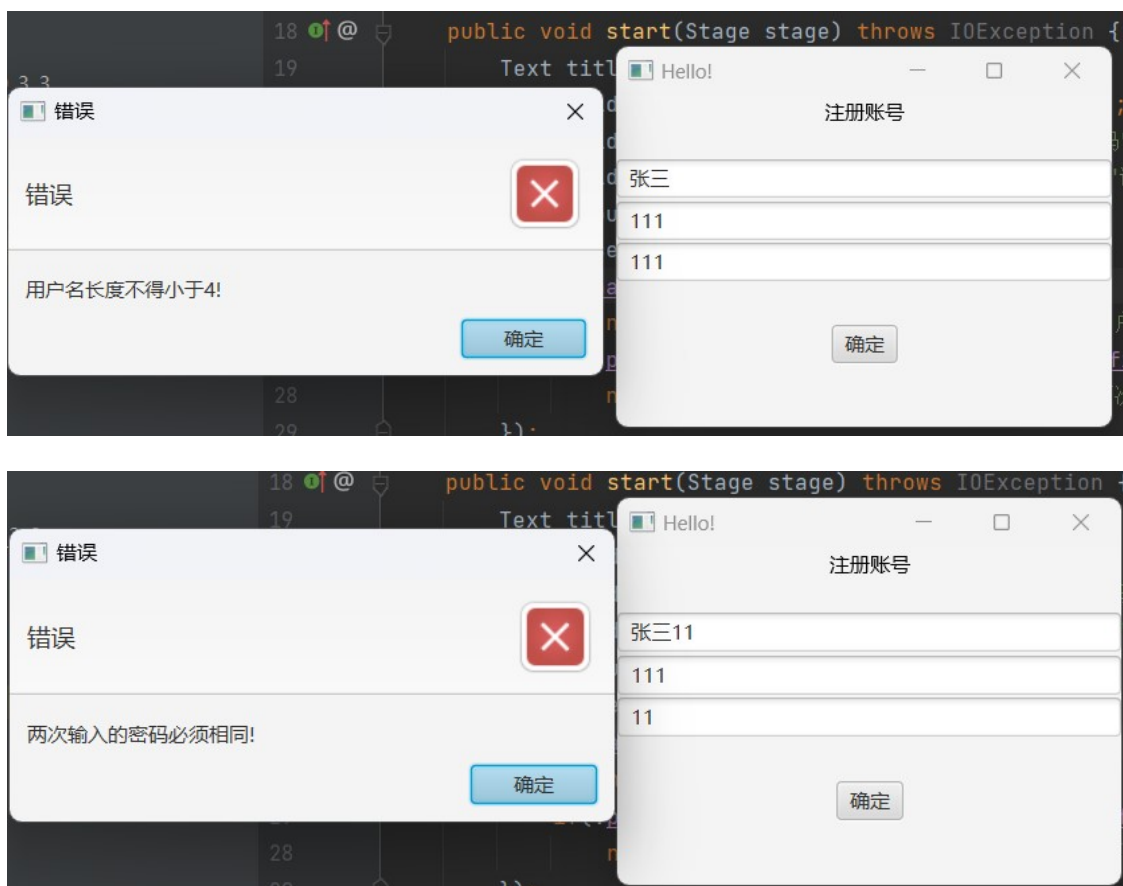 18 @ public void start(Stage stage) throws IOException {
19 Text titl
Hello!
注册账号
张三
111
111
确定
错误
错误
用户名长度不得小于4!
确定
28
29 });
18 @ public void start(Stage stage) throws IOException
19 Text titl
Hello!
注册账号
张三11
111
11
确定
错误
错误
两次输入的密码必须相同!
确定
28